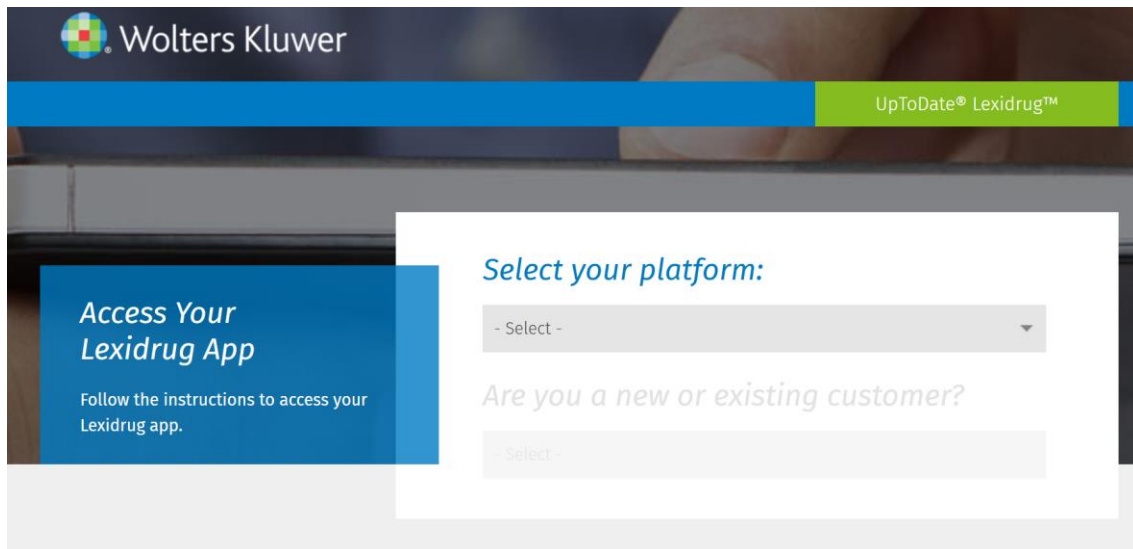 Wolters Kluwer
UpToDate® Lexidrug™
Access Your
Lexidrug App
Follow the instructions to access your
Lexidrug app.
Select your platform:
- Select -
Are you a new or existing customer?
- Select -